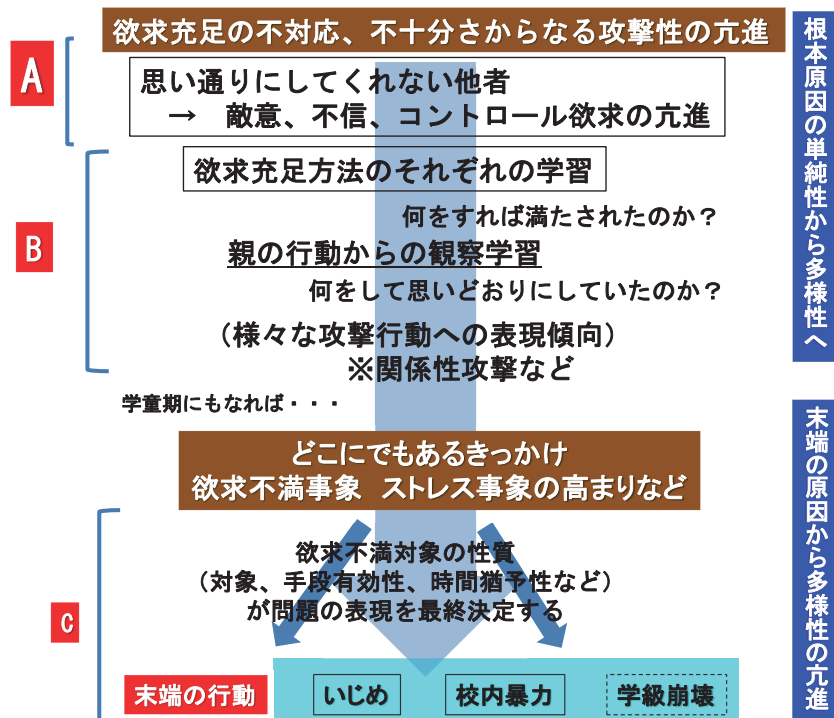 欲求充足の不対応、不十分さからなる攻撃性の亢進
A
思い通りにしてくれない他者
→ 敵意、不信、コントロール欲求の亢進
欲求充足方法のそれぞれの学習
何をすれば満たされたのか？
B
親の行動からの観察学習
何をして思いどおりにしていたのか？
（様々な攻撃行動への表現傾向）
※関係性攻撃など
根本原因の単純性から多様性へ
学童期にもなれば・・・
どこにでもあるきっかけ
欲求不満事象 ストレス事象の高まりなど
欲求不満対象の性質
（対象、手段有効性、時間猶予性など）
が問題の表現を最終決定する
C
末端の行動
いじめ
校内暴力
学級崩壊
末端の原因から多様性の亢進